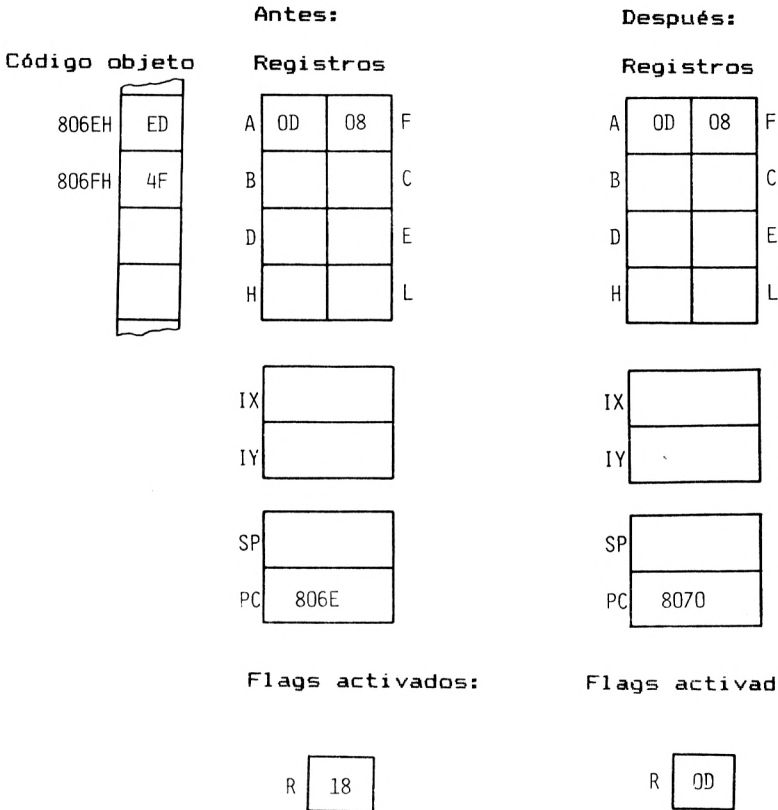 Antes:
Después:
Código objeto
Registros
Registros
806EH ED
806FH 4F
A 0D 08 F
B C
D E
H L
IX
IY
SP
PC 806E
A 0D 08 F
B C
D E
H L
IX
IY
SP
PC 8070
Flags activados:
Flags activad
R 18
R 0D